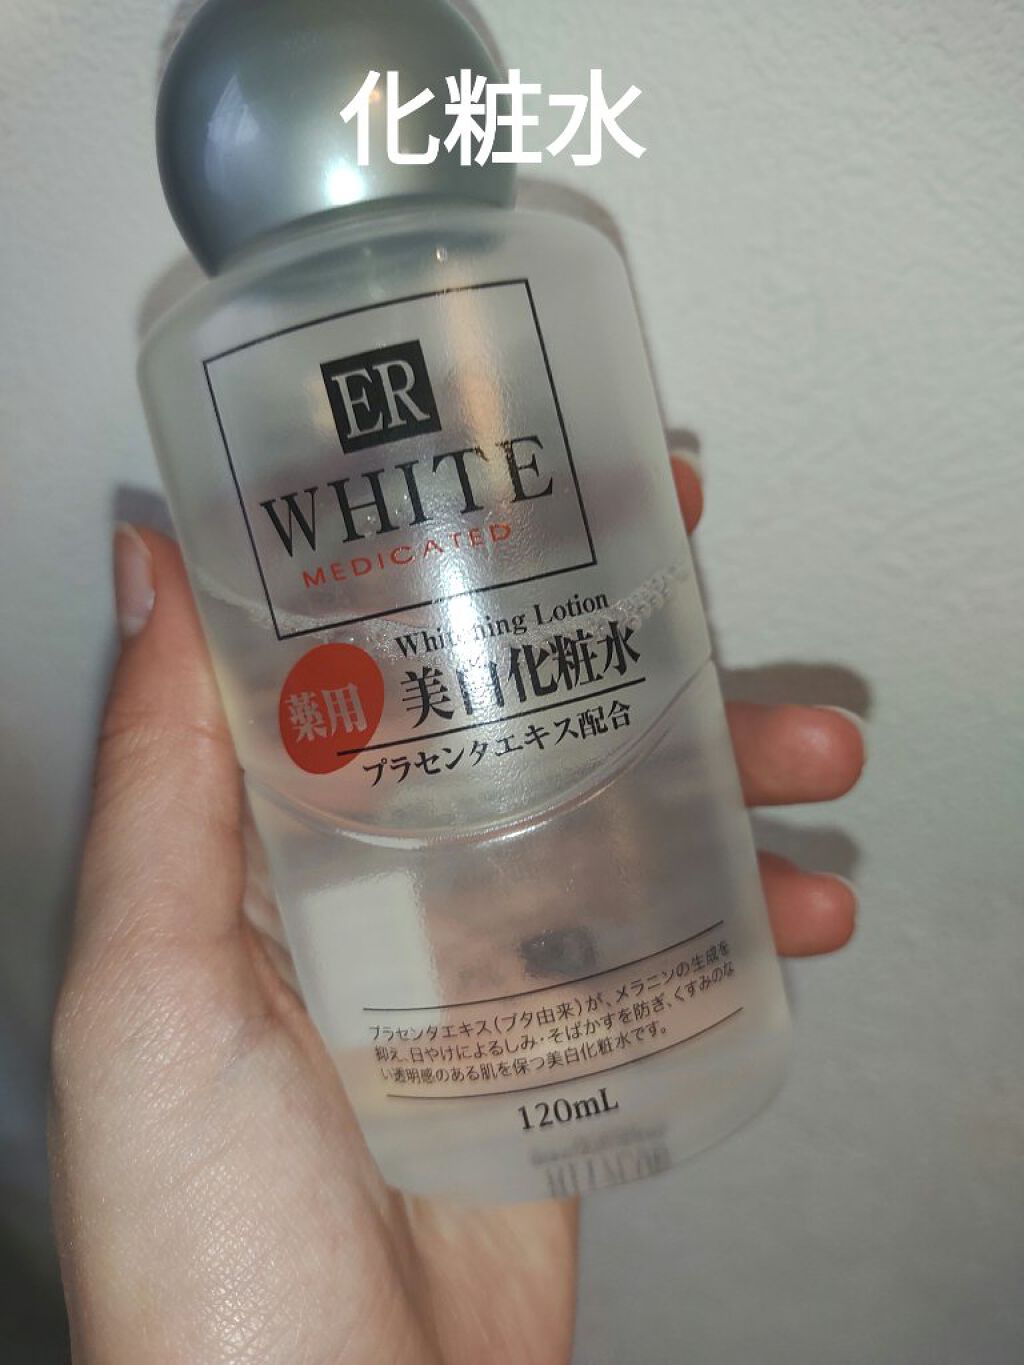 化粧水
ER
WHITE
MEDICATED
Whitening Lotion
薬用
美白化粧水
プラセンタエキス配合
プラセンタエキス(ブタ由来)が、メラニンの生成を
抑え、日やけによるしみ・そばかすを防ぎ、くすみのな
い透明感のある肌を保つ美白化粧水です。
120mL